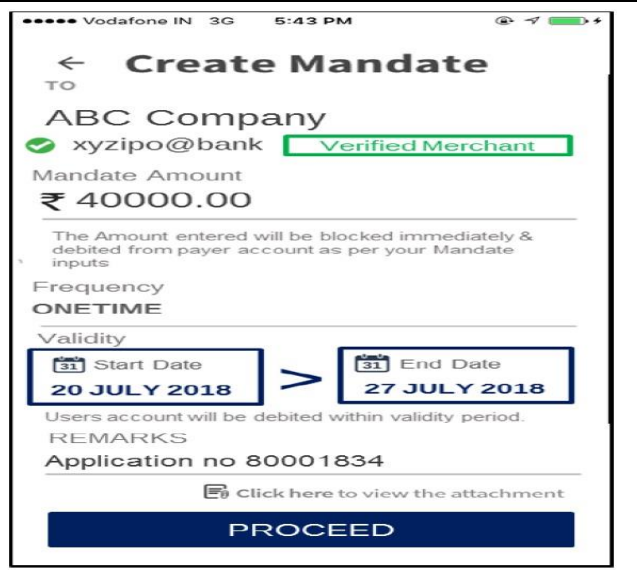 Vodafone IN 3G 5:43 PM
← Create Mandate
TO
ABC Company
xyzipo@bank Verified Merchant
Mandate Amount
₹ 40000.00
The Amount entered will be blocked immediately &
debited from payer account as per your Mandate
inputs
Frequency
ONETIME
Validity
31 Start Date > 31 End Date
20 JULY 2018 27 JULY 2018
Users account will be debited within validity period.
REMARKS
Application no 80001834
Click here to view the attachment
PROCEED